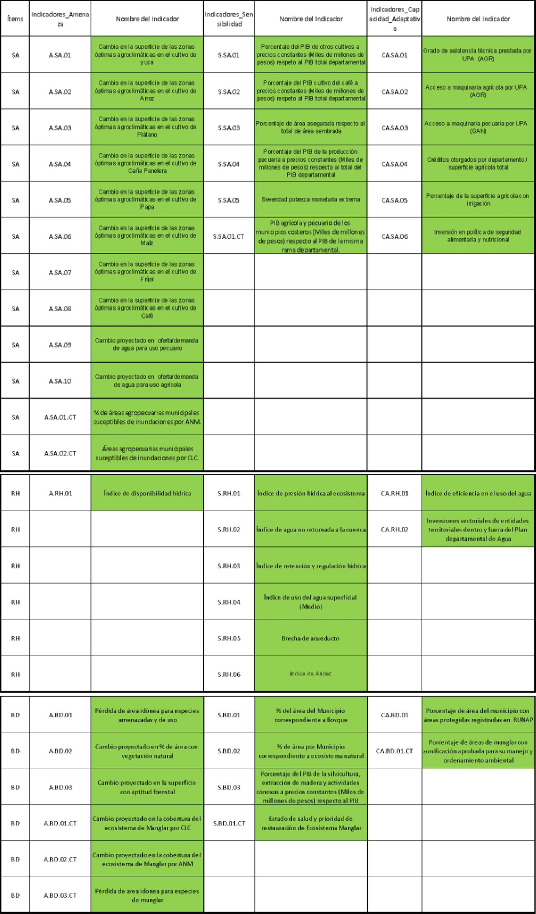 Ítems
Indicadores_Amenaza
Nombre del Indicador
Indicadores_Sensibilidad
Nombre del Indicador
Indicadores_Capacidad_Adaptativo
Nombre del Indicador
SA
A.SA.01
Cambio en la superficie de las zonas
óptimas agroclimáticas en el cultivo de
yuca
S.SA.01
Porcentaje del PIB de otros cultivos a
precios constantes (Miles de millones de
pesos) respeto al PIB total departamental
CA.SA.01
Grado de asistencia técnica prestada por
UPA (AGR)
SA
A.SA.02
Cambio en la superficie de las zonas
óptimas agroclimáticas en el cultivo de
Arroz
S.SA.02
Porcentaje del PIB cultivo del café a
precios constantes (Miles de millones de
pesos) respecto al PIB total departamental
CA.SA.02
Acceso a maquinaria agrícola por UPA
(AGR)
SA
A.SA.03
Cambio en la superficie de las zonas
óptimas agroclimáticas en el cultivo de
Plátano
S.SA.03
Porcentaje de área asegurada respecto al
total de área sembrada
CA.SA.03
Acceso a maquinaria pecuaria por UPA
(GAN)
SA
A.SA.04
Cambio en la superficie de las zonas
óptimas agroclimáticas en el cultivo de
Caña Panelera
S.SA.04
Porcentaje del PIB de la producción
pecuaria a precios constantes (Miles de
millones de pesos) respecto al total del
PIB departamental
CA.SA.04
Créditos otorgados por departamento /
superficie agrícola total
SA
A.SA.05
Cambio en la superficie de las zonas
óptimas agroclimáticas en el cultivo de
Papa
S.SA.05
Severidad pobreza monetaria extrema
CA.SA.05
Porcentaje de la superficie agrícola con
irrigación
SA
A.SA.06
Cambio en la superficie de las zonas
óptimas agroclimáticas en el cultivo de
Maíz
S.SA.01.CT
PIB agrícola y pecuario de los
municipios costeros (Miles de millones
de pesos) respecto al PIB de la misma
rama departamental.
CA.SA.06
Inversión en política de seguridad
alimentaria y nutricional
SA
A.SA.07
Cambio en la superficie de las zonas
óptimas agroclimáticas en el cultivo de
Frijol
SA
A.SA.08
Cambio en la superficie de las zonas
óptimas agroclimáticas en el cultivo de
Café
SA
A.SA.09
Cambio proyectado en oferta/demanda
de agua para uso pecuario
SA
A.SA.10
Cambio proyectado en oferta/demanda
de agua para uso agrícola
SA
A.SA.01.CT
% de áreas agropecuarias municipales
suceptibles de inundaciones por ANM.
SA
A.SA.02.CT
Áreas agropecuarias municipales
suceptibles de inundaciones por CLC.
RH
A.RH.01
Índice de disponibilidad hídrica
S.RH.01
Índice de presión hídrica al ecosistema
CA.RH.01
Índice de eficiencia en el uso del agua
RH
S.RH.02
Índice de agua no retornada a la cuenca
CA.RH.02
Inversiones sectoriales de entidades
territoriales dentro y fuera del Plan
departamental de Agua
RH
S.RH.03
Índice de retención y regulación hídrica
RH
S.RH.04
Índice de uso del agua superficial
(Medio)
RH
S.RH.05
Brecha de acueducto
RH
S.RH.06
Índice de Aridez
BD
A.BD.01
Pérdida de área idónea para especies
amenazadas y de uso
S.BD.01
% del área del Municipio
correspondiente a Bosque
CA.BD.01
Porcentaje de área del municipio con
áreas protegidas registradas en RUNAP
BD
A.BD.02
Cambio proyectado en % de área con
vegetación natural
S.BD.02
% de área por Municipio
correspondiente a ecosistema natural
CA.BD.01.CT
Porcentaje de áreas de manglar con
zonificación aprobada para su manejo y
ordenamiento ambiental
BD
A.BD.03
Cambio proyectado en la superficie
con aptitud forestal
S.BD.03
Porcentaje del PIB de la silvicultura,
extracción de madera y actividades
conexas a precios constantes (Miles de
millones de pesos) respecto al PIB
BD
A.BD.01.CT
Cambio proyectado en la cobertura del
ecosistema de Manglar por CLC
S.BD.01.CT
Estado de salud y prioridad de
restauración de Ecosistema Manglar
BD
A.BD.02.CT
Cambio proyectado en la cobertura del
ecosistema de Manglar por ANM
BD
A.BD.03.CT
Pérdida de area idonea para especies
de manglar